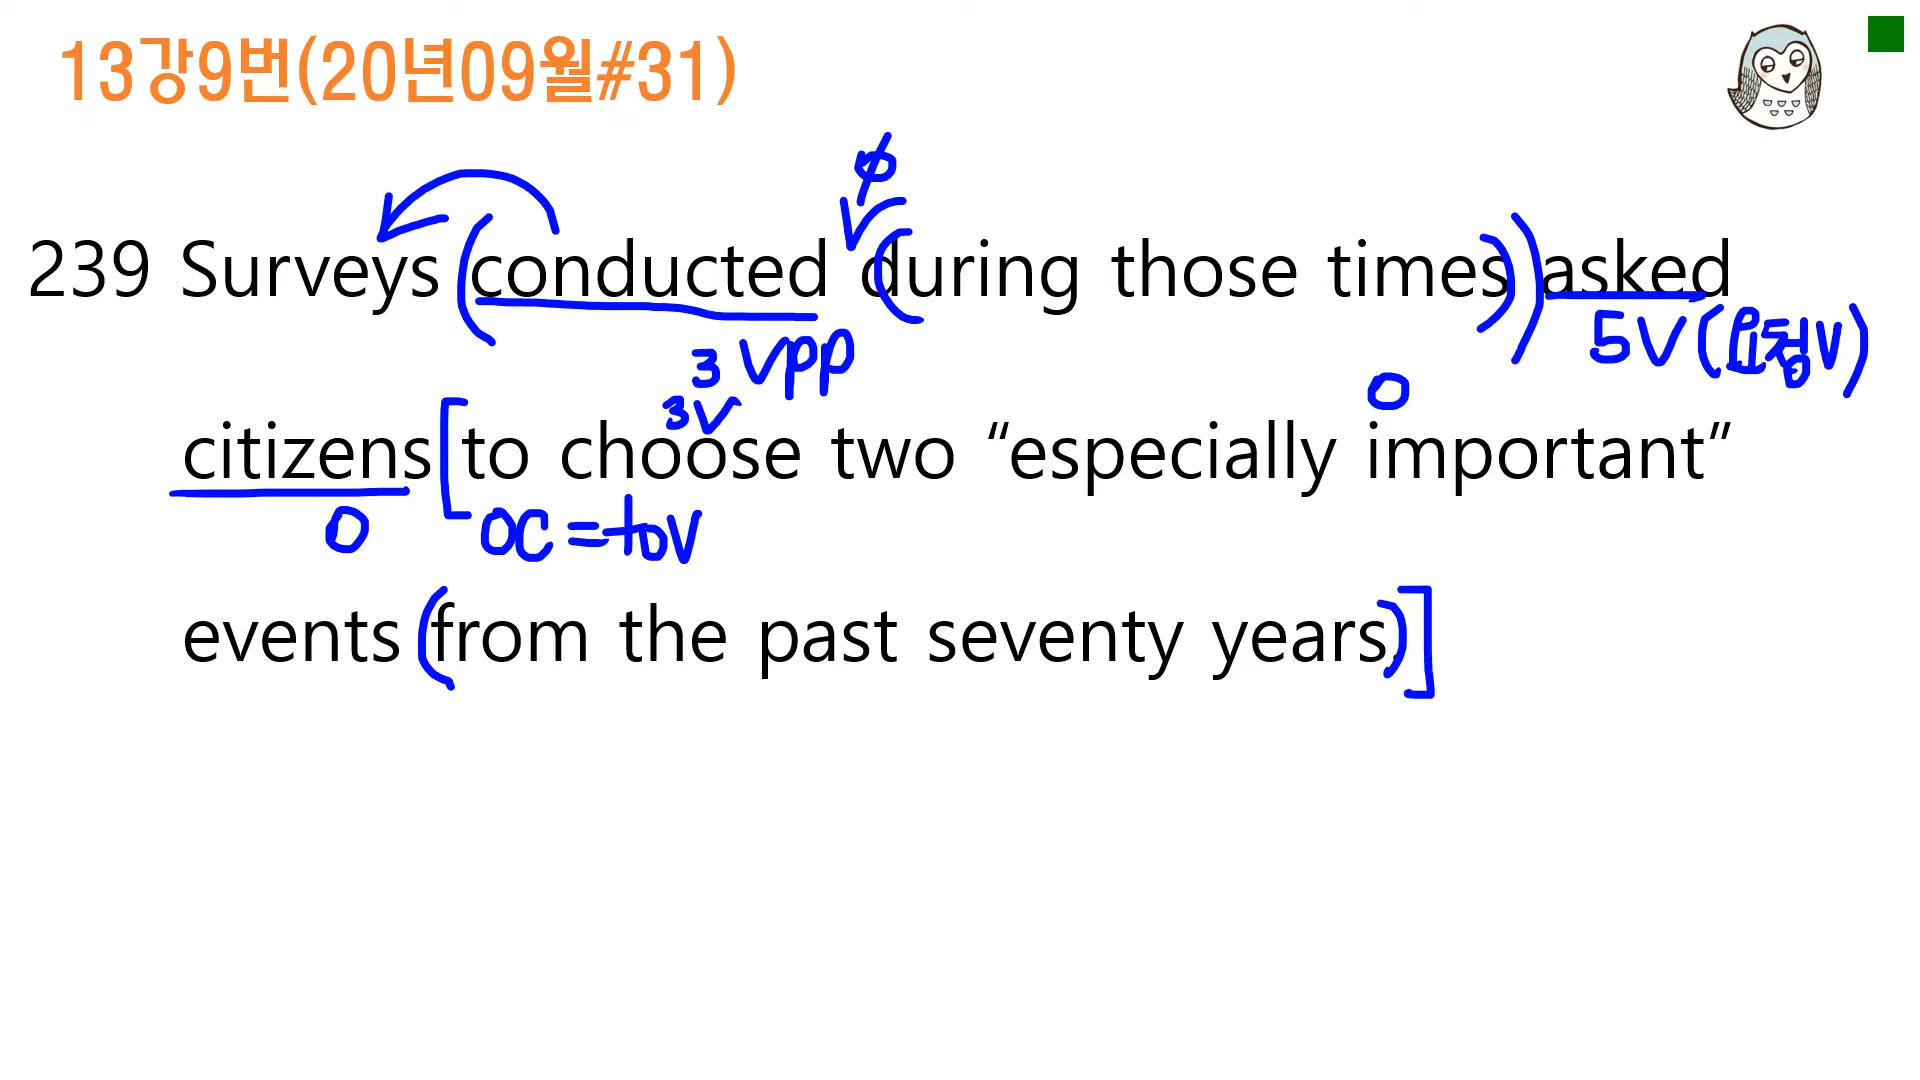 13강9번(20년09월#31)
ø
239 Surveys (conducted (during those times)) asked
3 Vpp
5V(요청V)
3V
O
citizens [to choose two “especially important”
O
OC=toV
events (from the past seventy years)]